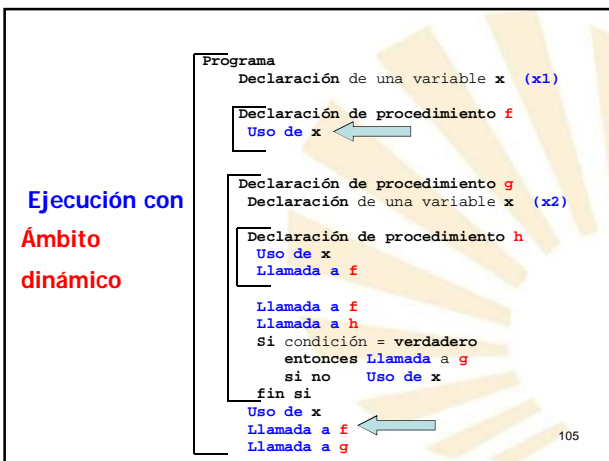 Programa
Declaración de una variable x (x1)
Declaración de procedimiento f
Uso de x
Declaración de procedimiento g
Declaración de una variable x (x2)
Declaración de procedimiento h
Uso de x
Llamada a f
Llamada a f
Llamada a h
Si condición = verdadero
entonces Llamada a g
si no Uso de x
fin si
Uso de x
Llamada a f
Llamada a g
Ejecución con
Ámbito
dinámico
105